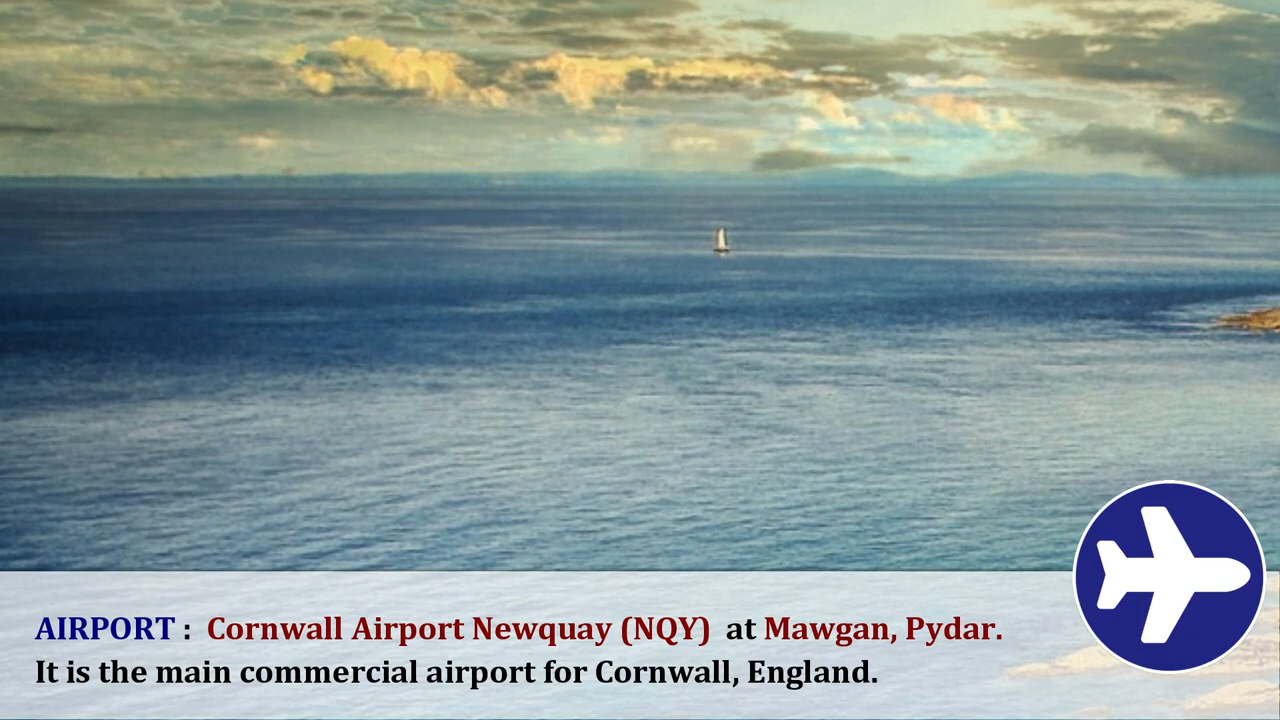 AIRPORT : Cornwall Airport Newquay (NQY) at Mawgan, Pydar.
It is the main commercial airport for Cornwall, England.